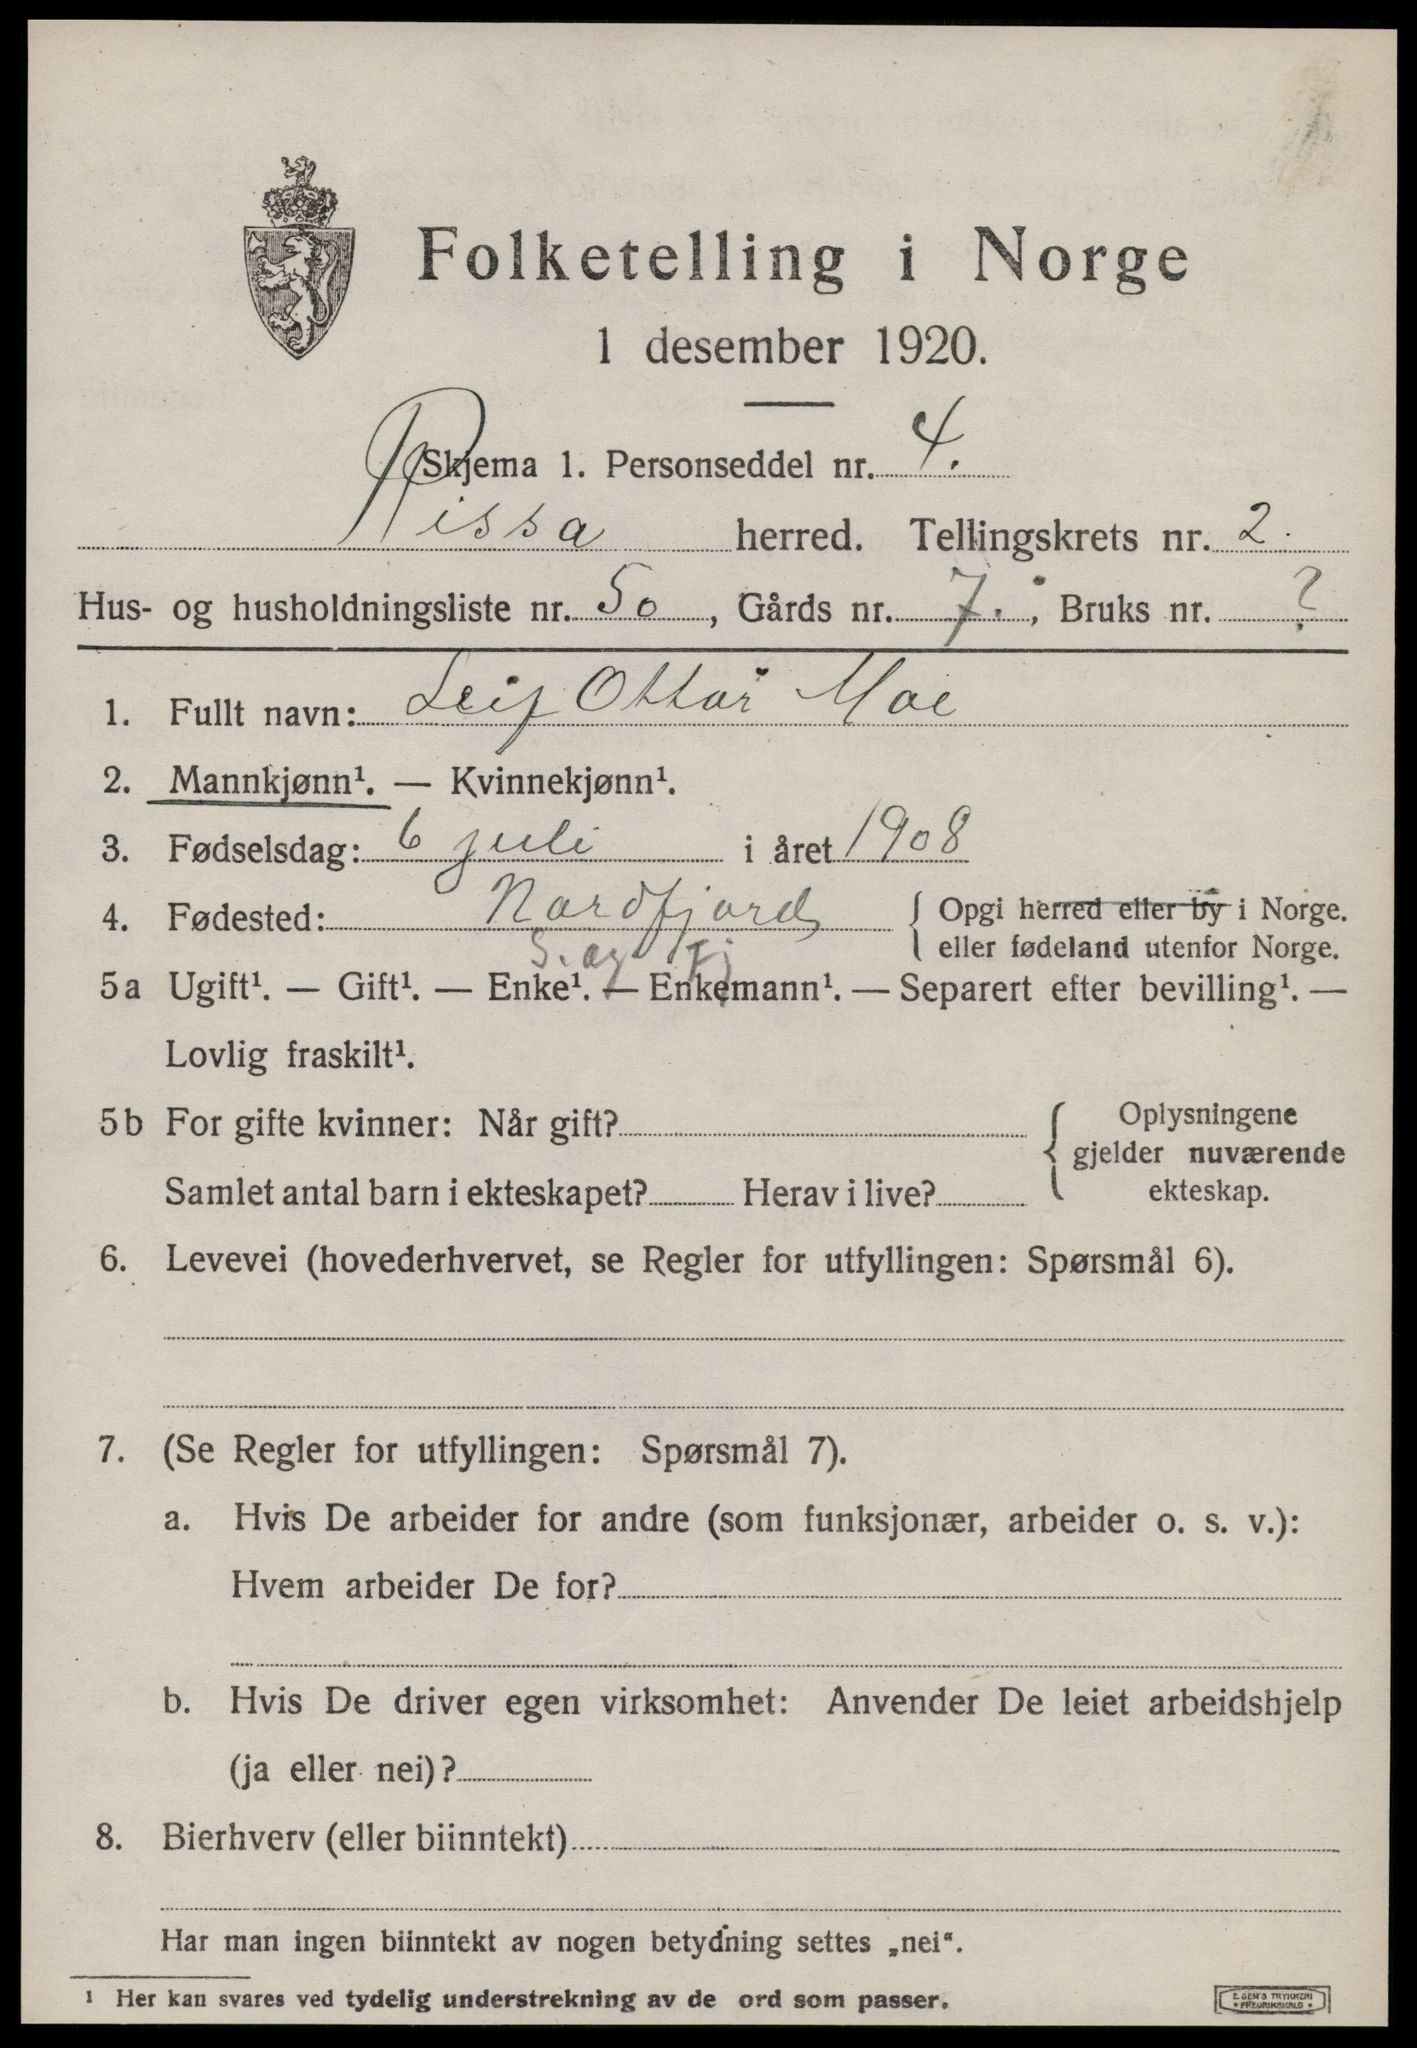 Folketelling i Norge
1 desember 1920.
Skjema 1. Personseddel nr. 4.
Rissa herred. Tellingskrets nr. 2.
Hus- og husholdningsliste nr. 50, Gårds nr. 7., Bruks nr. ?
1. Fullt navn: Leif Ottar Moe
2. Mannkjønn¹. — Kvinnekjønn¹.
3. Fødselsdag: 6 juli i året 1908
4. Fødested: Nordfjord { Opgi herred eller by i Norge.
eller fødeland utenfor Norge.
S. og Fj
5a Ugift¹. — Gift¹. — Enke¹. — Enkemann¹. — Separert efter bevilling¹. —
Lovlig fraskilt¹.
5b For gifte kvinner: Når gift? { Oplysningene
gjelder nuværende
ekteskap.
Samlet antal barn i ekteskapet? Herav i live?
6. Levevei (hovederhvervet, se Regler for utfyllingen: Spørsmål 6).
7. (Se Regler for utfyllingen: Spørsmål 7).
a. Hvis De arbeider for andre (som funksjonær, arbeider o. s. v.):
Hvem arbeider De for?
b. Hvis De driver egen virksomhet: Anvender De leiet arbeidshjelp
(ja eller nei)?
8. Bierhverv (eller biinntekt)
Har man ingen biinntekt av nogen betydning settes „nei“.
¹ Her kan svares ved tydelig understrekning av de ord som passer.
E. SEM'S TRYKKERI
• FREDRIKSHALD •